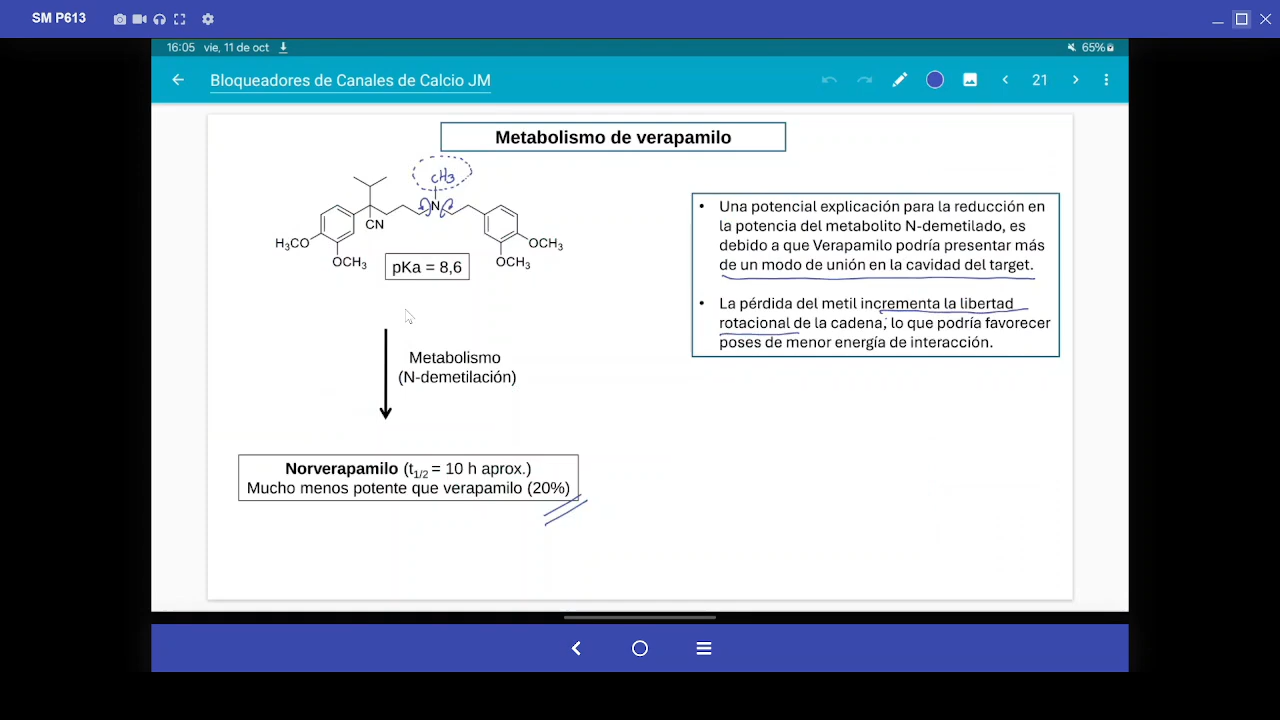 SM P613
16:05 vie, 11 de oct
65%
Bloqueadores de Canales de Calcio JM
21
Metabolismo de verapamilo
CH3
N
CN
H3CO
OCH3
OCH3
OCH3
pKa = 8,6
Metabolismo
(N-demetilación)
Norverapamilo (t1/2 = 10 h aprox.)
Mucho menos potente que verapamilo (20%)
• Una potencial explicación para la reducción en
la potencia del metabolito N-demetilado, es
debido a que Verapamilo podría presentar más
de un modo de unión en la cavidad del target.
• La pérdida del metil incrementa la libertad
rotacional de la cadena, lo que podría favorecer
poses de menor energía de interacción.